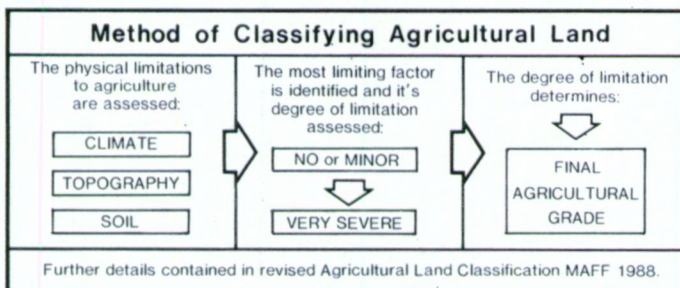 Method of Classifying Agricultural Land
The physical limitations
to agriculture
are assessed:
CLIMATE
TOPOGRAPHY
SOIL
The most limiting factor
is identified and it's
degree of limitation
assessed:
NO or MINOR
VERY SEVERE
The degree of limitation
determines:
FINAL
AGRICULTURAL
GRADE
Further details contained in revised Agricultural Land Classification MAFF 1988.